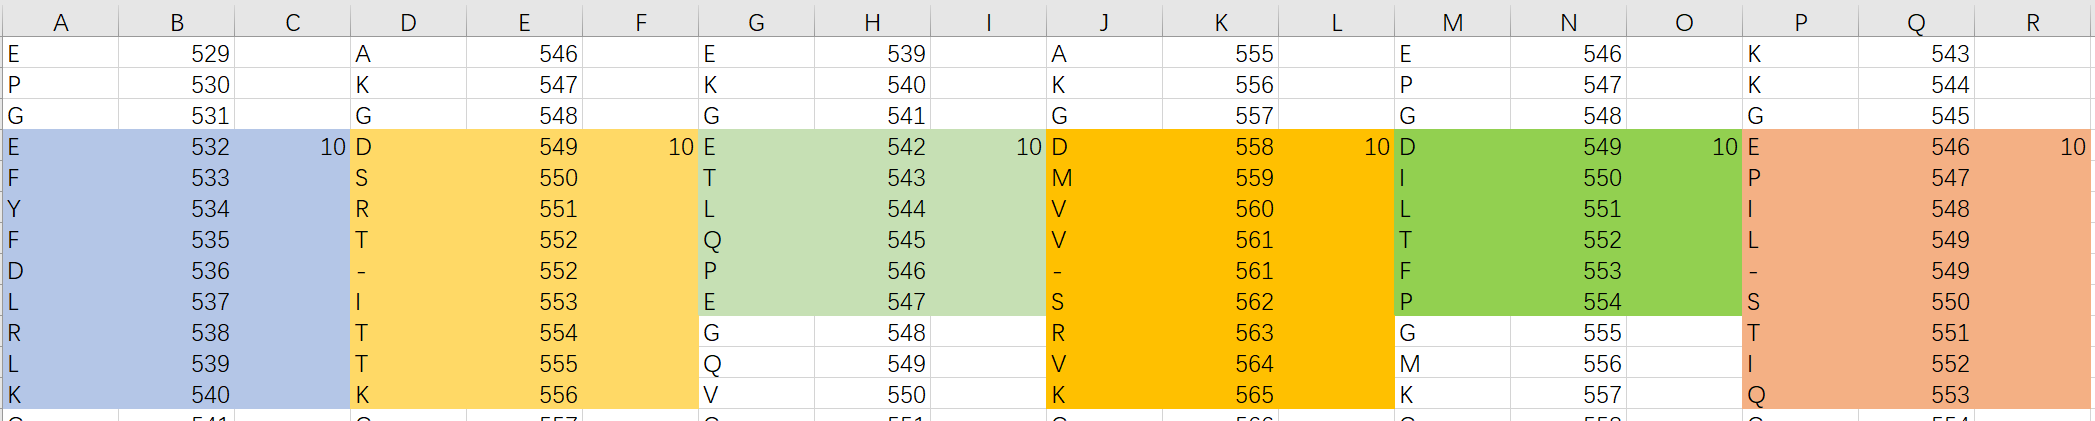 A B C D E F G H I J K L M N O P Q R
E 529 A 546 E 539 A 555 E 546 K 543
P 530 K 547 K 540 K 556 P 547 K 544
G 531 G 548 G 541 G 557 G 548 G 545
E 532 10 D 549 10 E 542 10 D 558 10 D 549 10 E 546 10
F 533 S 550 T 543 M 559 I 550 P 547
Y 534 R 551 L 544 V 560 L 551 I 548
F 535 T 552 Q 545 V 561 T 552 L 549
D 536 - 552 P 546 - 561 F 553 - 549
L 537 I 553 E 547 S 562 P 554 S 550
R 538 T 554 G 548 R 563 G 555 T 551
L 539 T 555 Q 549 V 564 M 556 I 552
K 540 K 556 V 550 K 565 K 557 Q 553